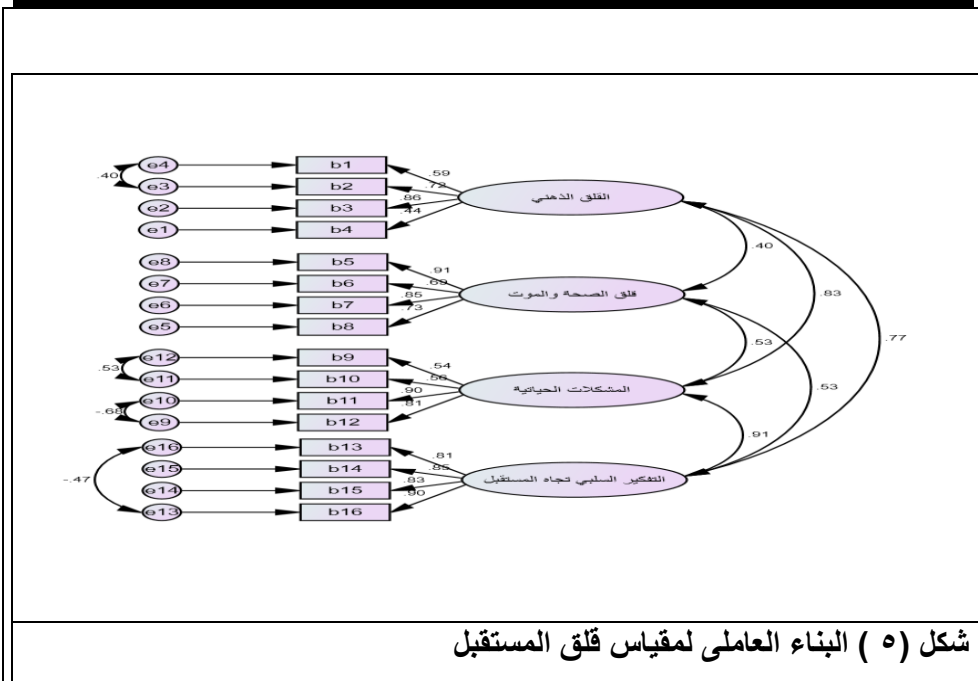 e4 b1 .59
.40 e3 b2 .72 القلق الذهني
e2 b3 .86
e1 b4 .44
.40
e8 b5 .91
e7 b6 .69 قلق الصحة والموت .83
e6 b7 .85
e5 b8 .73
.53 .77
e12 b9 .54
.53 e11 b10 .56 المشكلات الحياتية .53
e10 b11 .90
-.68 e9 b12 .81
.91
e16 b13 .81
-.47 e15 b14 .85 التفكير السلبي تجاه المستقبل
e14 b15 .83
e13 b16 .90
شكل (٥ ) البناء العاملى لمقياس قلق المستقبل